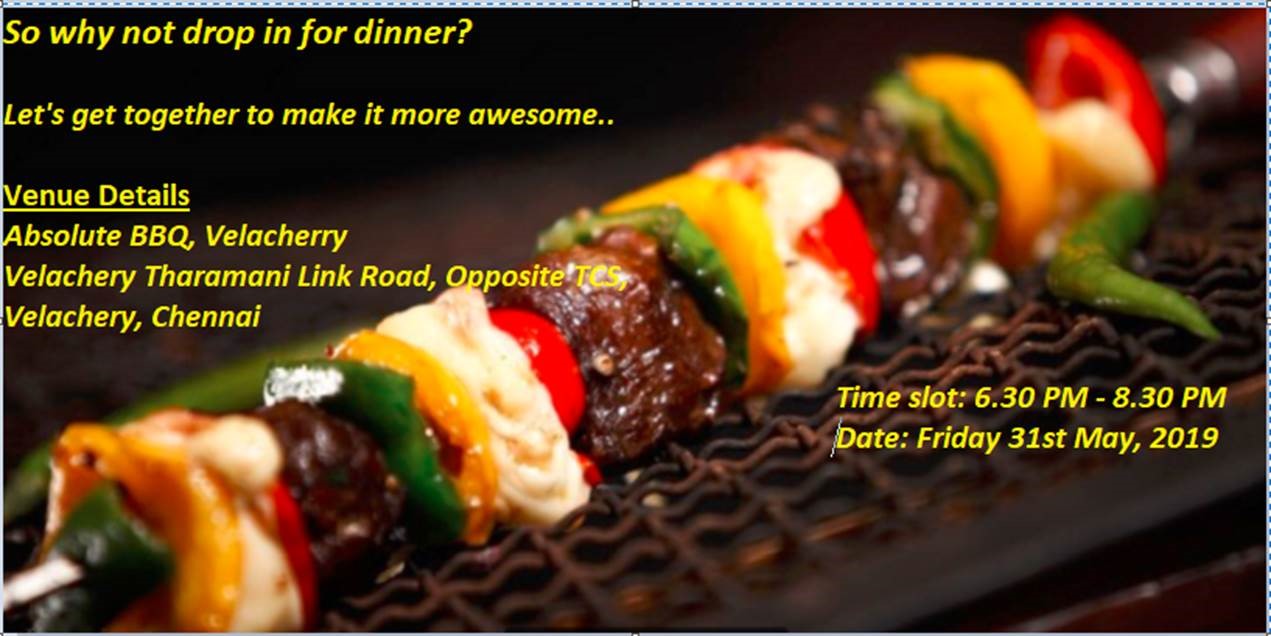 So why not drop in for dinner?
Let's get together to make it more awesome..
Venue Details
Absolute BBQ, Velacherry
Velachery Tharamani Link Road, Opposite TCS,
Velachery, Chennai
Time slot: 6.30 PM - 8.30 PM
Date: Friday 31st May, 2019